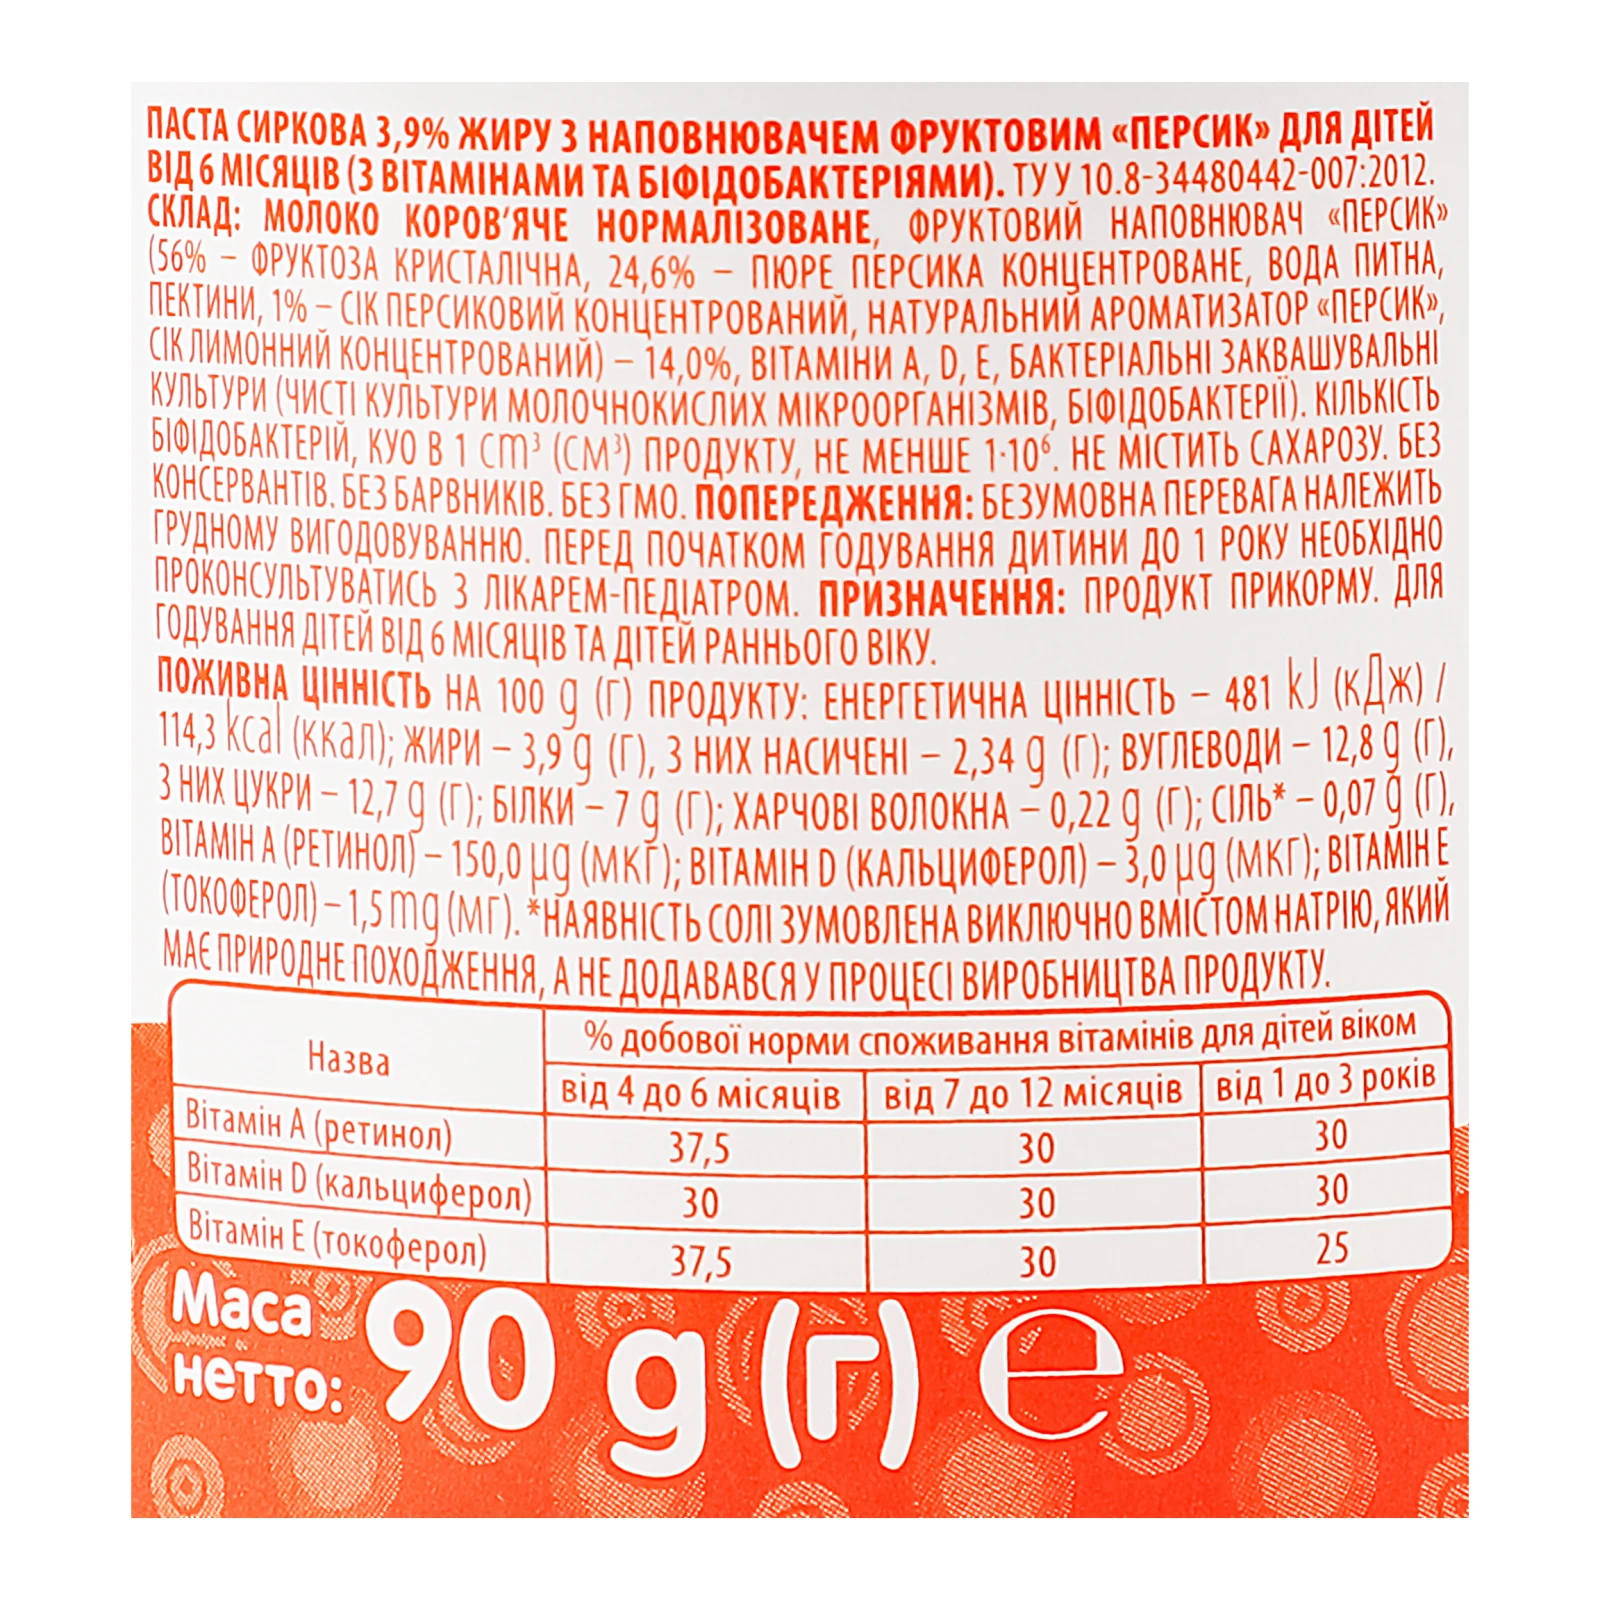 ПАСТА СИРКОВА 3,9% ЖИРУ З НАПОВНЮВАЧЕМ ФРУКТОВИМ «ПЕРСИК» ДЛЯ ДІТЕЙ
ВІД 6 МІСЯЦІВ (З ВІТАМІНАМИ ТА БІФІДОБАКТЕРІЯМИ). ТУ У 10.8-34480442-007:2012.
СКЛАД: МОЛОКО КОРОВ’ЯЧЕ НОРМАЛІЗОВАНЕ, ФРУКТОВИЙ НАПОВНЮВАЧ «ПЕРСИК»
(56% – ФРУКТОЗА КРИСТАЛІЧНА, 24,6% – ПЮРЕ ПЕРСИКА КОНЦЕНТРОВАНЕ, ВОДА ПИТНА,
ПЕКТИНИ, 1% – СІК ПЕРСИКОВИЙ КОНЦЕНТРОВАНИЙ, НАТУРАЛЬНИЙ АРОМАТИЗАТОР «ПЕРСИК»,
СІК ЛИМОННИЙ КОНЦЕНТРОВАНИЙ) – 14,0%, ВІТАМІНИ А, D, Е, БАКТЕРІАЛЬНІ ЗАКВАШУВАЛЬНІ
КУЛЬТУРИ (ЧИСТІ КУЛЬТУРИ МОЛОЧНОКИСЛИХ МІКРООРГАНІЗМІВ, БІФІДОБАКТЕРІЇ). КІЛЬКІСТЬ
БІФІДОБАКТЕРІЙ, КУО В 1 cm³ (СМ³) ПРОДУКТУ, НЕ МЕНШЕ 1·10⁶. НЕ МІСТИТЬ САХАРОЗУ. БЕЗ
КОНСЕРВАНТІВ. БЕЗ БАРВНИКІВ. БЕЗ ГМО. ПОПЕРЕДЖЕННЯ: БЕЗУМОВНА ПЕРЕВАГА НАЛЕЖИТЬ
ГРУДНОМУ ВИГОДОВУВАННЮ. ПЕРЕД ПОЧАТКОМ ГОДУВАННЯ ДИТИНИ ДО 1 РОКУ НЕОБХІДНО
ПРОКОНСУЛЬТУВАТИСЬ З ЛІКАРЕМ-ПЕДІАТРОМ. ПРИЗНАЧЕННЯ: ПРОДУКТ ПРИКОРМУ. ДЛЯ
ГОДУВАННЯ ДІТЕЙ ВІД 6 МІСЯЦІВ ТА ДІТЕЙ РАННЬОГО ВІКУ.
ПОЖИВНА ЦІННІСТЬ НА 100 g (Г) ПРОДУКТУ: ЕНЕРГЕТИЧНА ЦІННІСТЬ – 481 kJ (кДж) /
114,3 kcal (ккал); ЖИРИ – 3,9 g (Г), З НИХ НАСИЧЕНІ – 2,34 g (Г); ВУГЛЕВОДИ – 12,8 g (Г),
З НИХ ЦУКРИ – 12,7 g (Г); БІЛКИ – 7 g (Г); ХАРЧОВІ ВОЛОКНА – 0,22 g (Г); СІЛЬ* – 0,07 g (Г),
ВІТАМІН А (РЕТИНОЛ) – 150,0 µg (МКГ); ВІТАМІН D (КАЛЬЦИФЕРОЛ) – 3,0 µg (МКГ); ВІТАМІН Е
(ТОКОФЕРОЛ) – 1,5 mg (МГ). *НАЯВНІСТЬ СОЛІ ЗУМОВЛЕНА ВИКЛЮЧНО ВМІСТОМ НАТРІЮ, ЯКИЙ
МАЄ ПРИРОДНЕ ПОХОДЖЕННЯ, А НЕ ДОДАВАВСЯ У ПРОЦЕСІ ВИРОБНИЦТВА ПРОДУКТУ.
Назва % добової норми споживання вітамінів для дітей віком
від 4 до 6 місяців від 7 до 12 місяців від 1 до 3 років
Вітамін А (ретинол) 37,5 30 30
Вітамін D (кальциферол) 30 30 30
Вітамін Е (токоферол) 37,5 30 25
Маса
нетто: 90 g (г) ℮